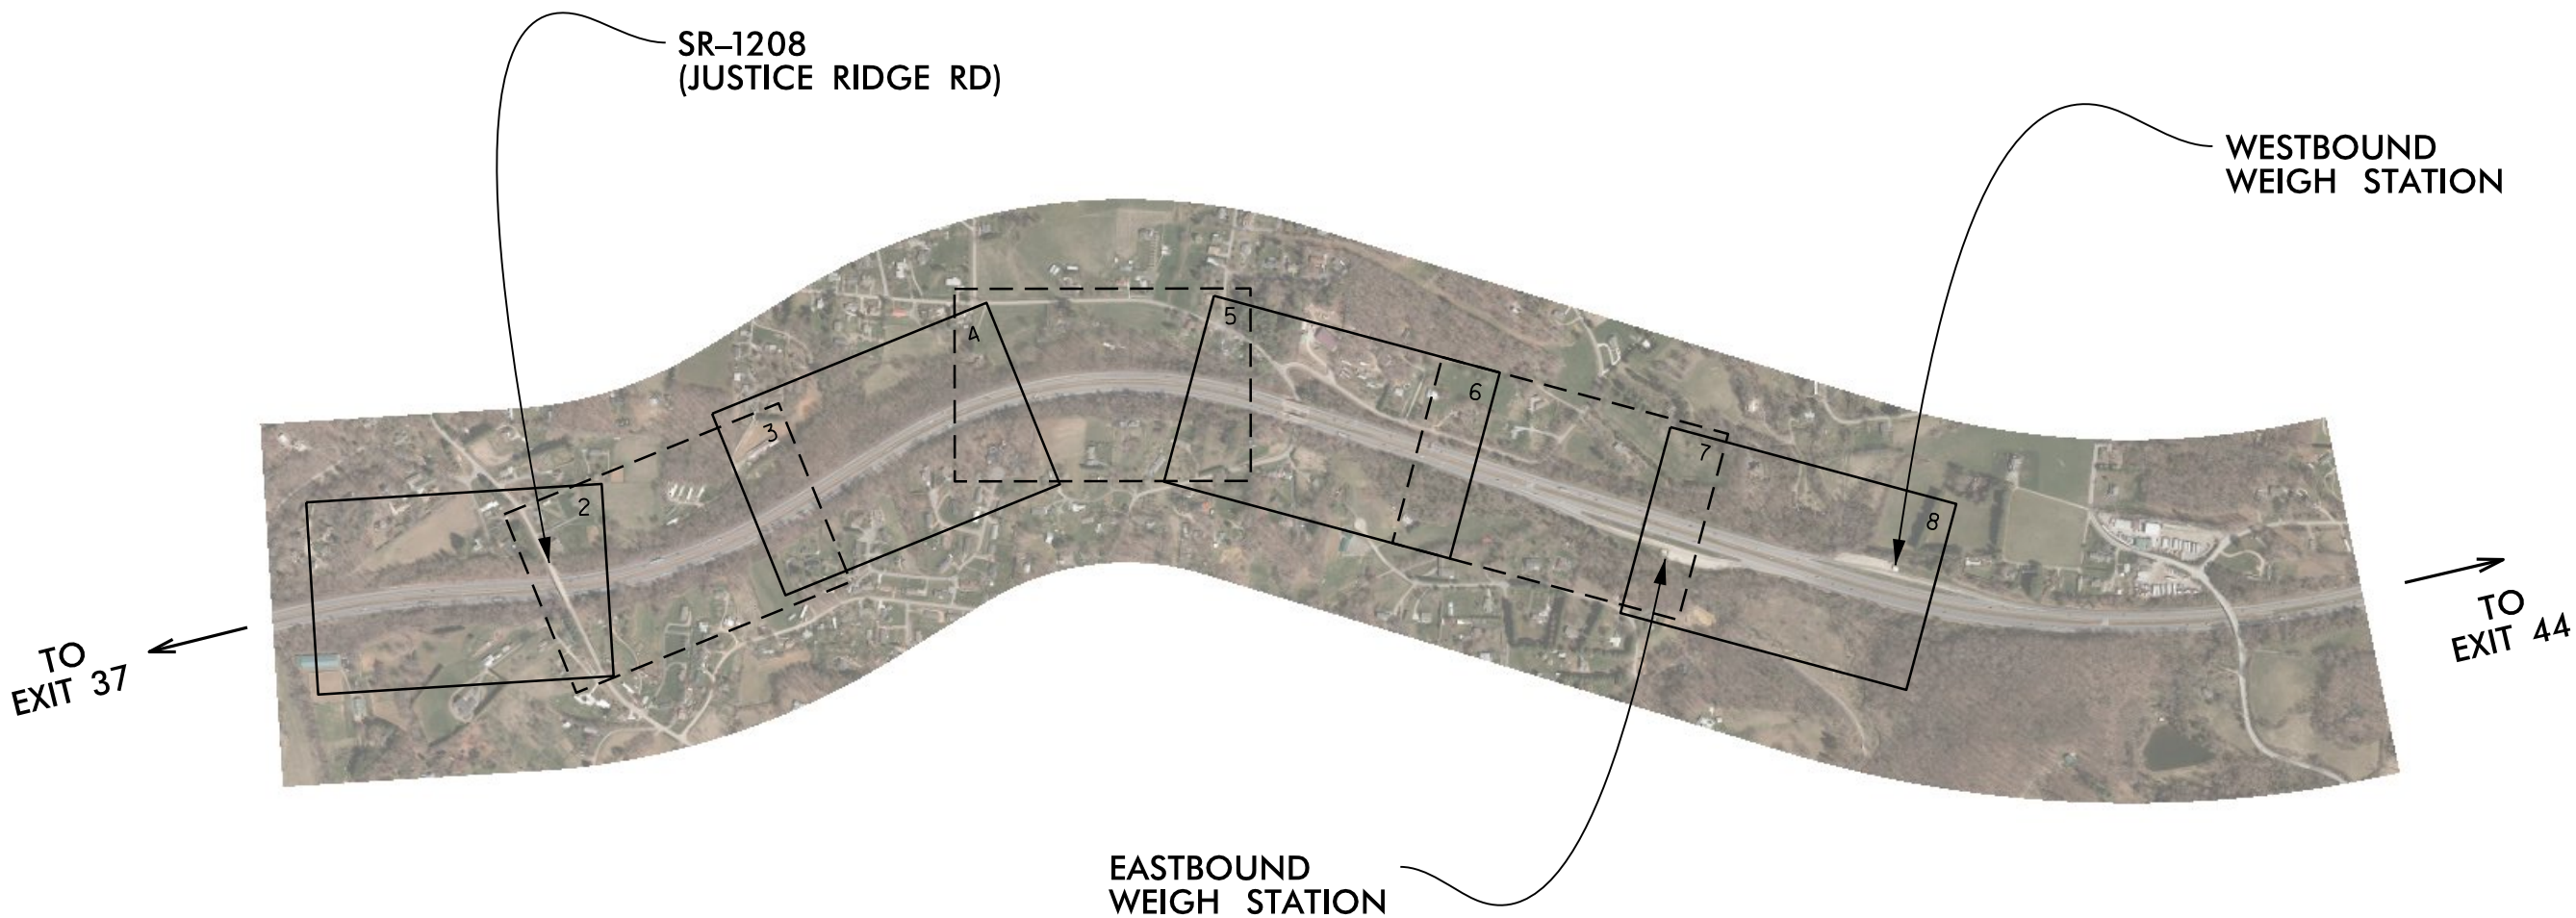 SR-1208
(JUSTICE RIDGE RD)
WESTBOUND
WEIGH STATION
5
4
6
3
7
2
8
TO
EXIT 37
TO
EXIT 44
EASTBOUND
WEIGH STATION